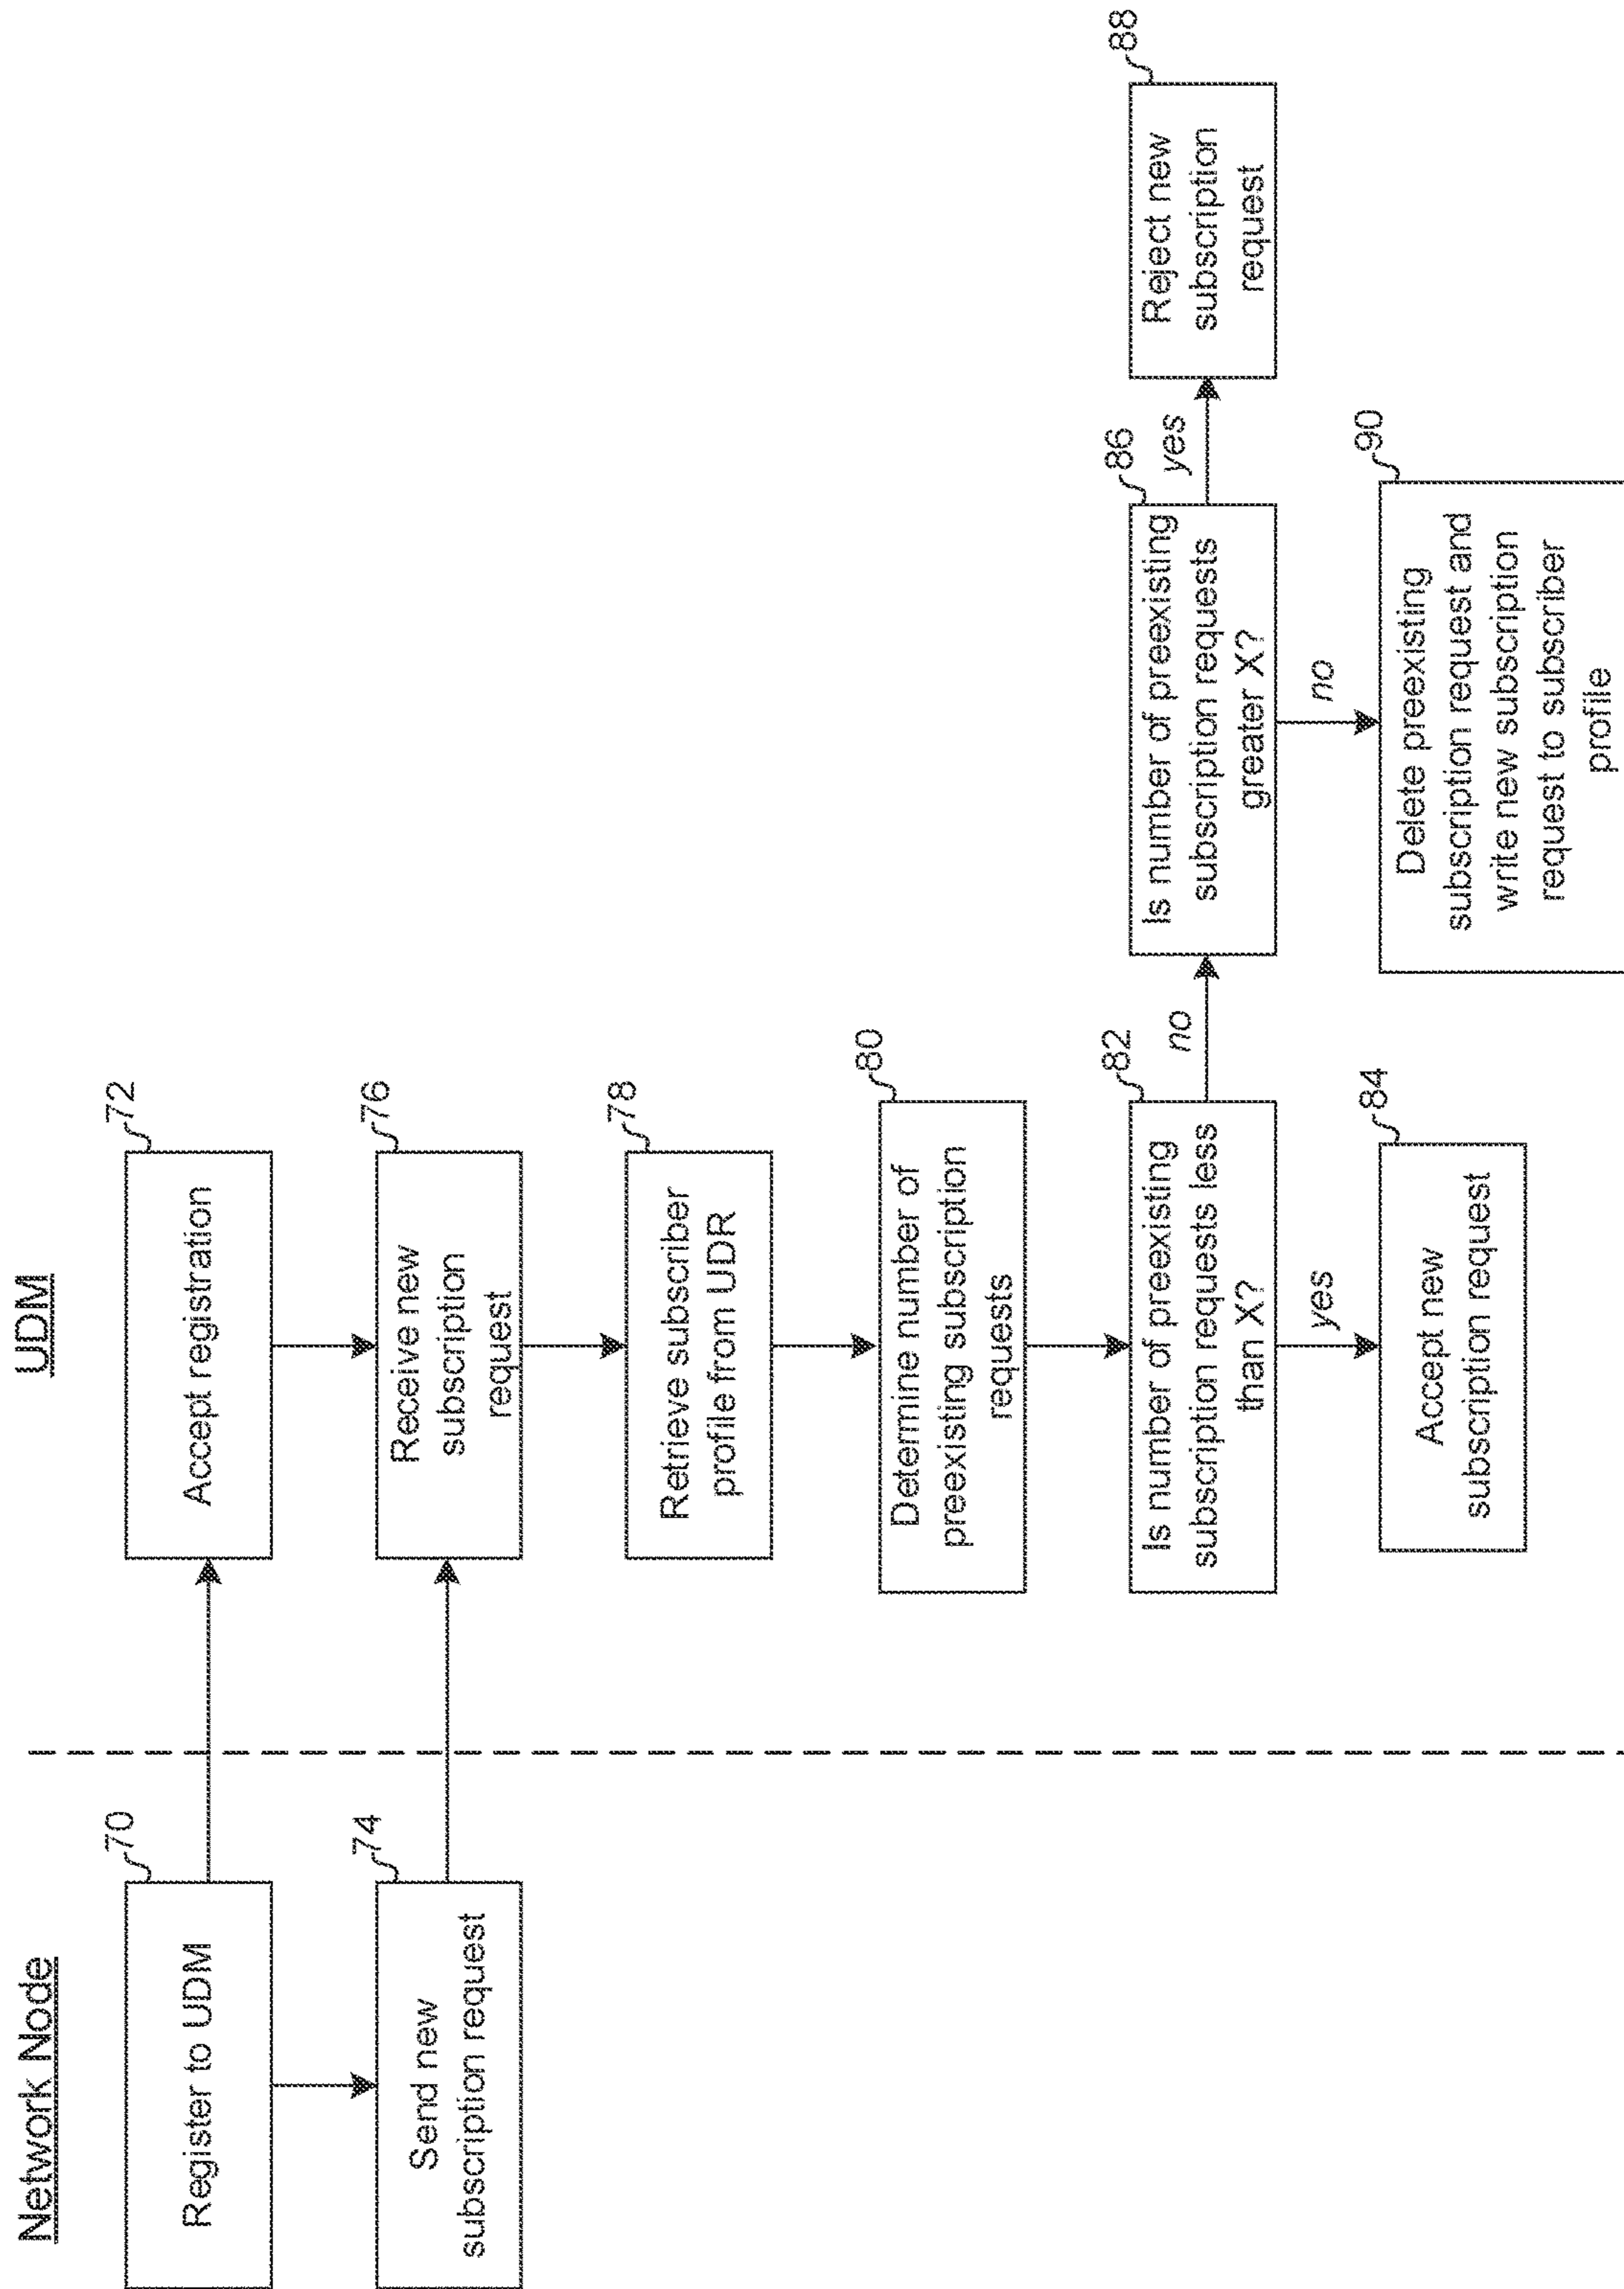 Network Node
UDM
70
Register to UDM
72
Accept registration
74
Send new
subscription request
76
Receive new
subscription
request
78
Retrieve subscriber
profile from UDR
80
Determine number of
preexisting subscription
requests
82
Is number of preexisting
subscription requests less
than X?
no
yes
84
Accept new
subscription request
86
Is number of preexisting
subscription requests
greater X?
yes
no
88
Reject new
subscription
request
90
Delete preexisting
subscription request and
write new subscription
request to subscriber
profile